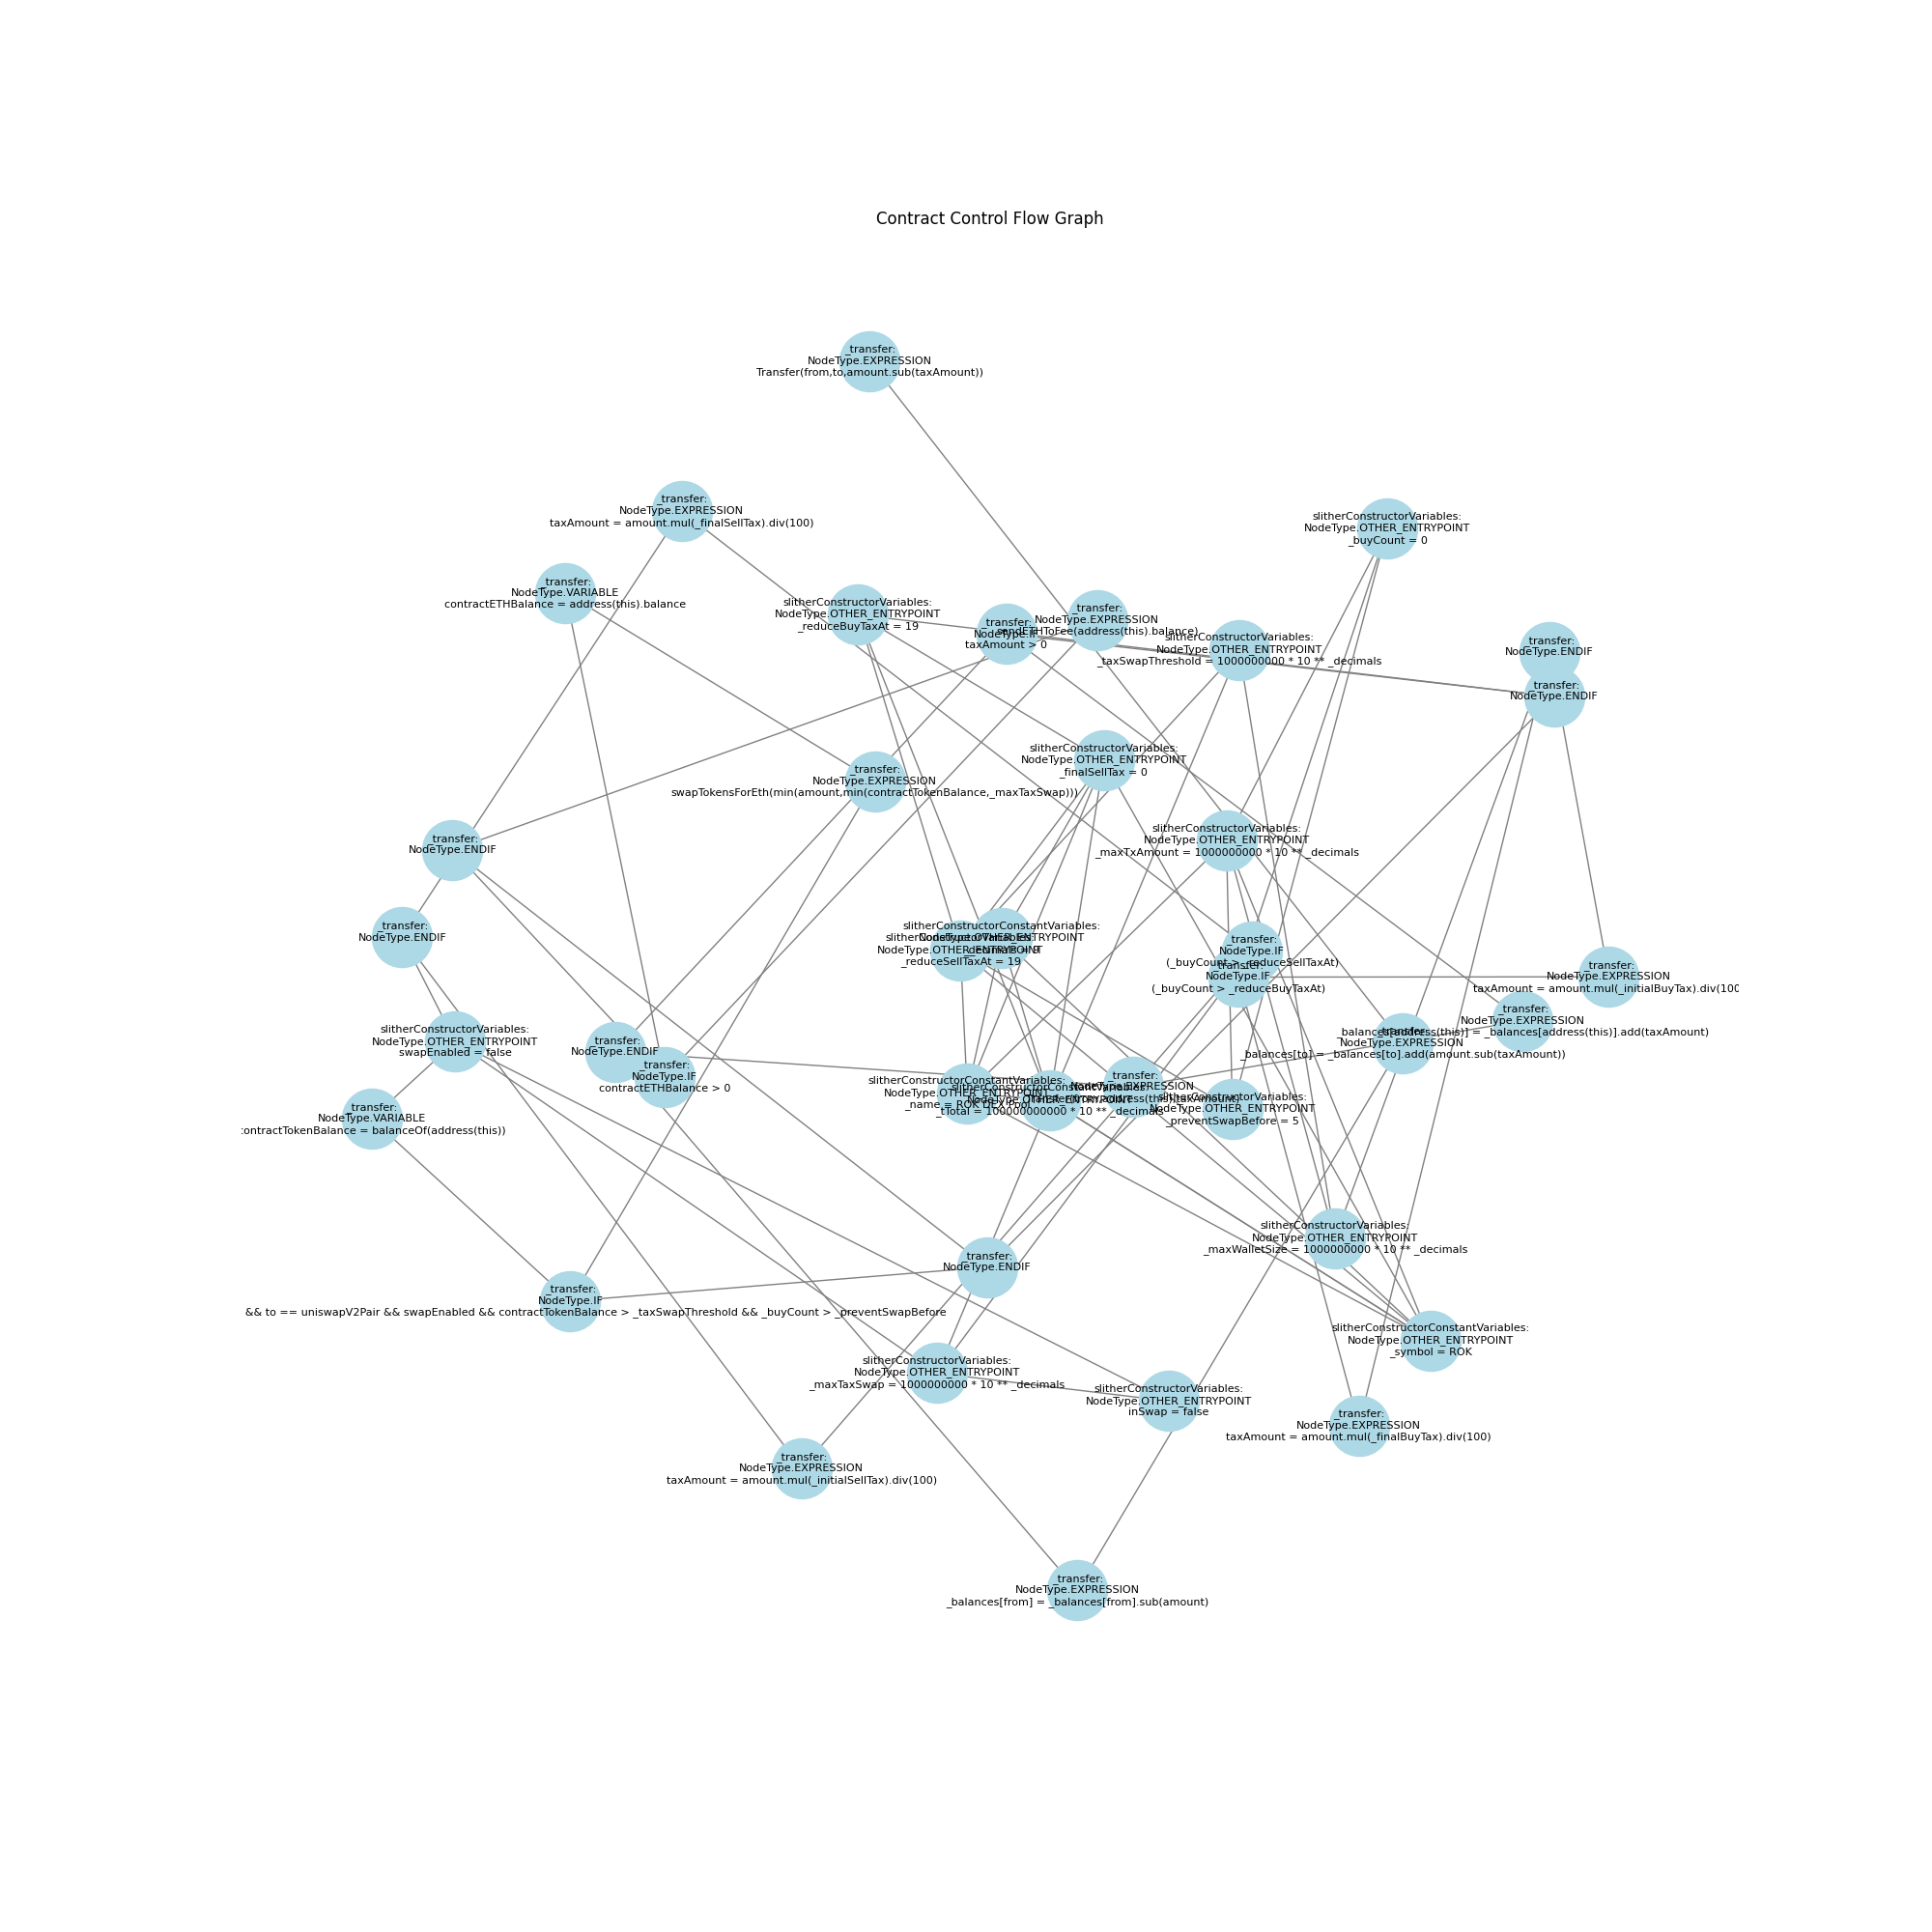 Contract Control Flow Graph
_transfer:
NodeType.EXPRESSION
Transfer(from,to,amount.sub(taxAmount))
_transfer:
NodeType.EXPRESSION
taxAmount = amount.mul(_finalSellTax).div(100)
slitherConstructorVariables:
NodeType.OTHER_ENTRYPOINT
_buyCount = 0
_transfer:
NodeType.VARIABLE
contractETHBalance = address(this).balance
slitherConstructorVariables:
NodeType.OTHER_ENTRYPOINT
_reduceBuyTaxAt = 19
_transfer:
NodeType.IF
taxAmount > 0
_transfer:
NodeType.EXPRESSION
sendETHToFee(address(this).balance)
slitherConstructorVariables:
NodeType.OTHER_ENTRYPOINT
_taxSwapThreshold = 1000000000 * 10 ** _decimals
_transfer:
NodeType.ENDIF
_transfer:
NodeType.ENDIF
slitherConstructorVariables:
NodeType.OTHER_ENTRYPOINT
_finalSellTax = 0
_transfer:
NodeType.EXPRESSION
swapTokensForEth(min(amount,min(contractTokenBalance,_maxTaxSwap)))
slitherConstructorVariables:
NodeType.OTHER_ENTRYPOINT
_maxTxAmount = 1000000000 * 10 ** _decimals
_transfer:
NodeType.ENDIF
_transfer:
NodeType.ENDIF
slitherConstructorConstantVariables:
NodeType.OTHER_ENTRYPOINT
_decimals = 9
slitherConstructorVariables:
NodeType.OTHER_ENTRYPOINT
_reduceSellTaxAt = 19
_transfer:
NodeType.IF
(_buyCount > _reduceSellTaxAt)
_transfer:
NodeType.IF
(_buyCount > _reduceBuyTaxAt)
_transfer:
NodeType.EXPRESSION
taxAmount = amount.mul(_initialBuyTax).div(100
_transfer:
NodeType.EXPRESSION
_balances[address(this)] = _balances[address(this)].add(taxAmount)
_transfer:
NodeType.EXPRESSION
_balances[to] = _balances[to].add(amount.sub(taxAmount))
slitherConstructorVariables:
NodeType.OTHER_ENTRYPOINT
swapEnabled = false
_transfer:
NodeType.ENDIF
_transfer:
NodeType.IF
contractETHBalance > 0
slitherConstructorConstantVariables:
NodeType.OTHER_ENTRYPOINT
_name = ROK DEX Pool
slitherConstructorConstantVariables:
NodeType.OTHER_ENTRYPOINT
_tTotal = 100000000000 * 10 ** _decimals
_transfer:
NodeType.EXPRESSION
slitherConstructorVariables:
NodeType.OTHER_ENTRYPOINT
_preventSwapBefore = 5
_transfer:
NodeType.VARIABLE
contractTokenBalance = balanceOf(address(this))
slitherConstructorVariables:
NodeType.OTHER_ENTRYPOINT
_maxWalletSize = 1000000000 * 10 ** _decimals
_transfer:
NodeType.ENDIF
_transfer:
NodeType.IF
&& to == uniswapV2Pair && swapEnabled && contractTokenBalance > _taxSwapThreshold && _buyCount > _preventSwapBefore
slitherConstructorConstantVariables:
NodeType.OTHER_ENTRYPOINT
_symbol = ROK
slitherConstructorVariables:
NodeType.OTHER_ENTRYPOINT
_maxTaxSwap = 1000000000 * 10 ** _decimals
slitherConstructorVariables:
NodeType.OTHER_ENTRYPOINT
inSwap = false
_transfer:
NodeType.EXPRESSION
taxAmount = amount.mul(_finalBuyTax).div(100)
_transfer:
NodeType.EXPRESSION
taxAmount = amount.mul(_initialSellTax).div(100)
_transfer:
NodeType.EXPRESSION
_balances[from] = _balances[from].sub(amount)